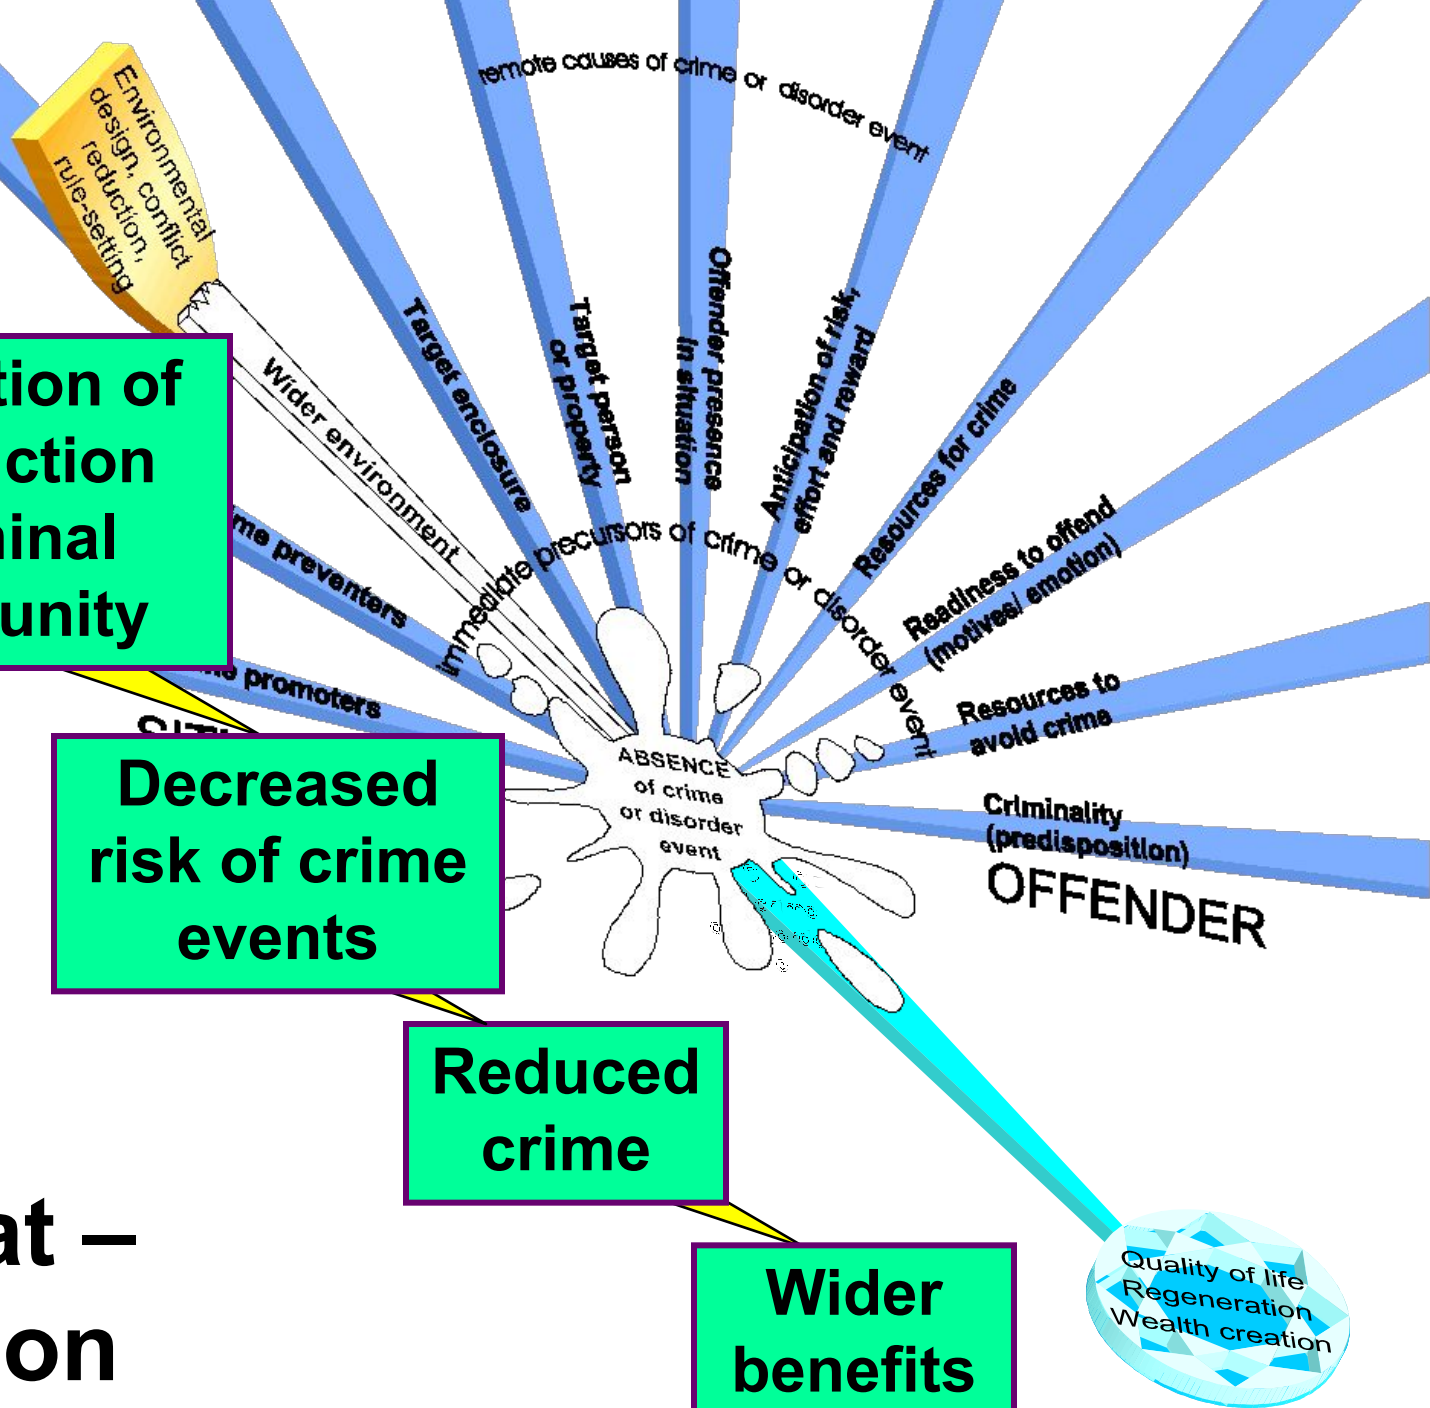 remote causes of crime or disorder event
Environmental
design, conflict
reduction,
rule-setting
Wider environment
Target enclosure
Target person
or property
Offender presence
in situation
Anticipation of risk,
effort and reward
Resources for crime
Readiness to offend
(motives/ emotion)
Resources to
avoid crime
Criminality
(predisposition)
OFFENDER
immediate precursors of crime or disorder event
preventers
promoters
ABSENCE
of crime
or disorder
event
tion of
ction
inal
unity
Decreased
risk of crime
events
Reduced
crime
Wider
benefits
at –
on
Quality of life
Regeneration
Wealth creation